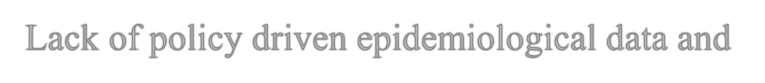 Lack of policy driven epidemiological data and